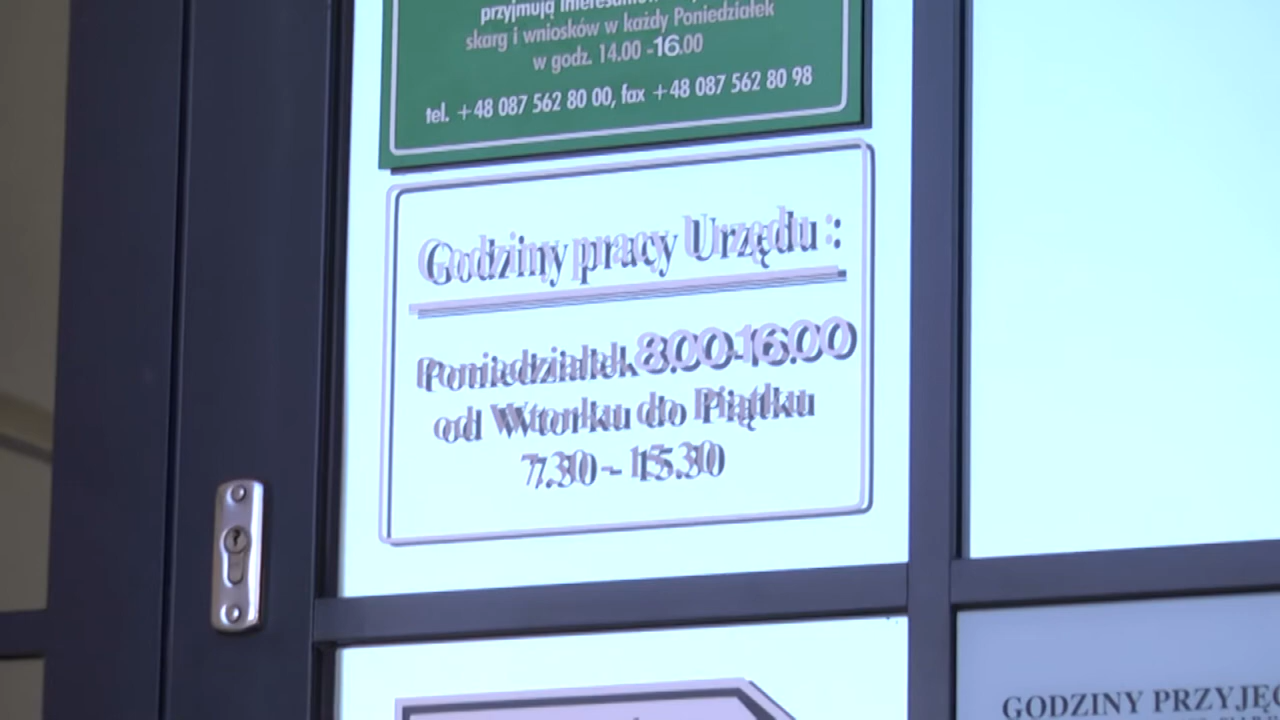 przyjmują interesantów
skarg i wniosków w każdy Poniedziałek
w godz. 14.00 -16.00
tel. +48 087 562 80 00, fax +48 087 562 80 98
Godziny pracy Urzędu :
Poniedziałek 8.00-16.00
od Wtorku do Piątku
7.30 - 15.30
GODZINY PRZYJĘĆ